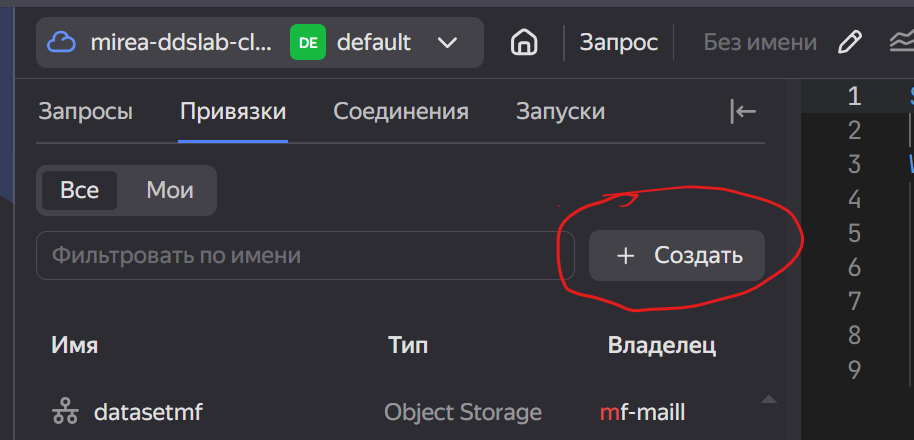 mirea-ddslab-cl... DE default Запрос Без имени
Запросы Привязки Соединения Запуски
Все Мои
Фильтровать по имени + Создать
Имя Тип Владелец
datasetmf Object Storage mf-maill
1
2
3
4
5
6
7
8
9